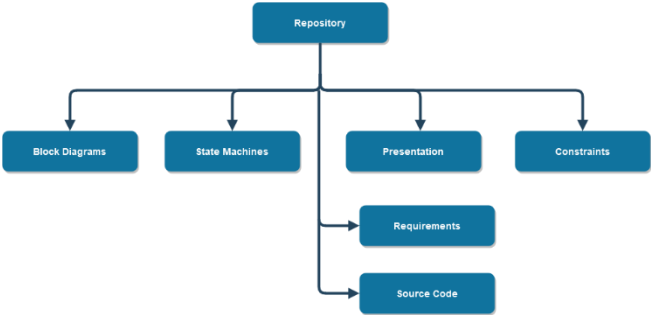 Repository
Block Diagrams
State Machines
Presentation
Constraints
Requirements
Source Code